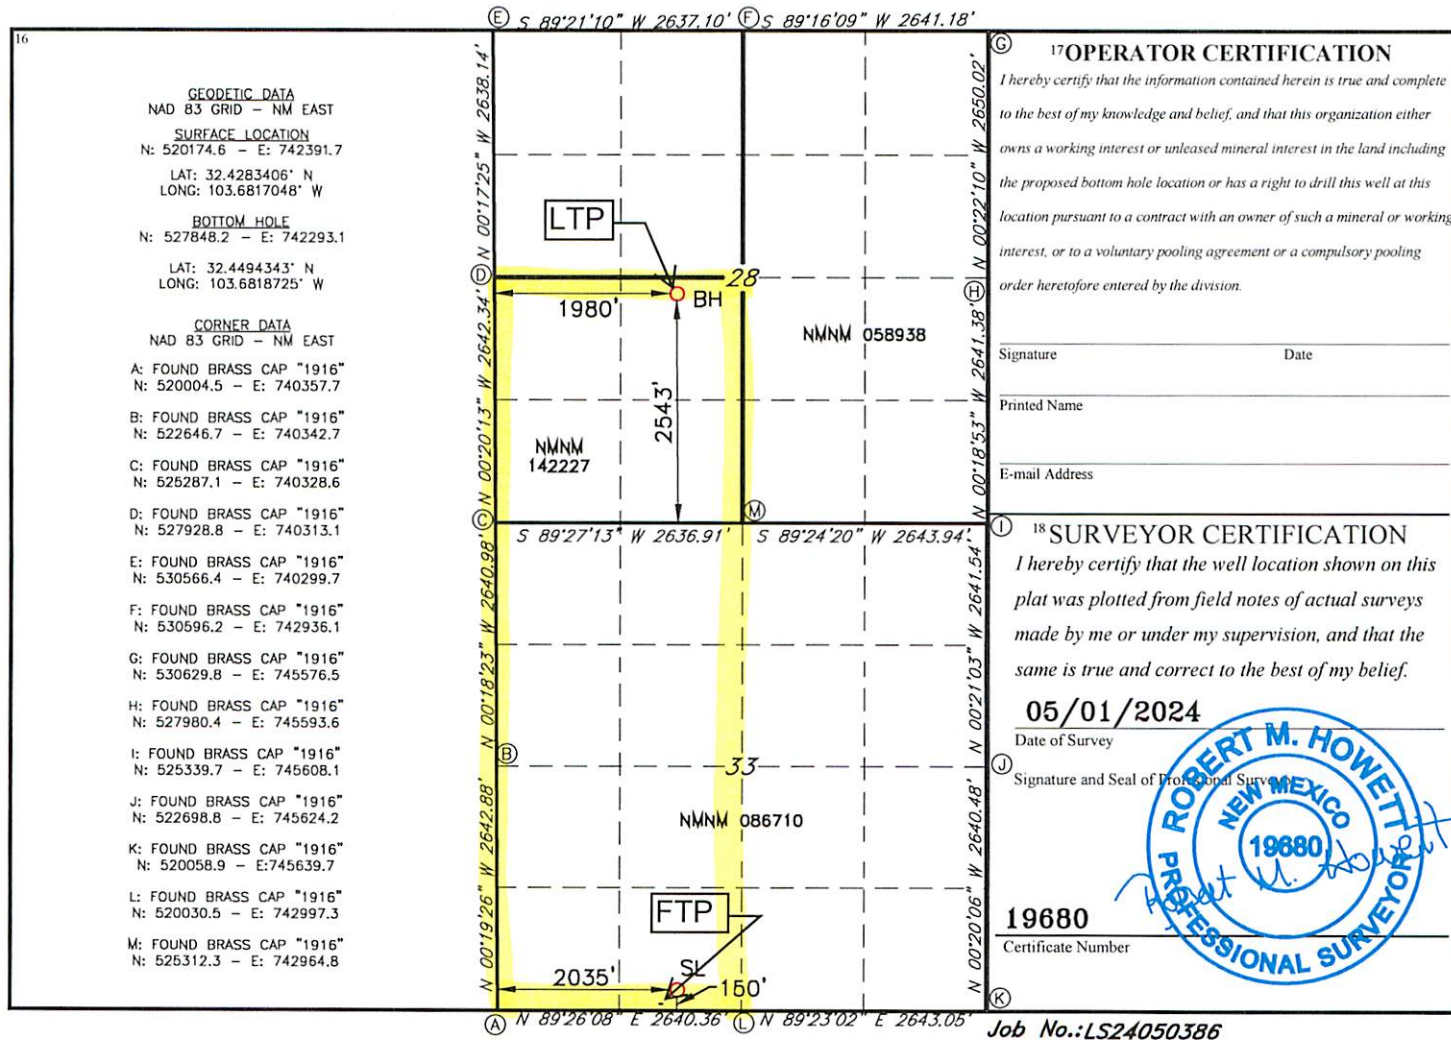 16
GEODETIC DATA
NAD 83 GRID – NM EAST
SURFACE LOCATION
N: 520174.6 – E: 742391.7
LAT: 32.4283406° N
LONG: 103.6817048° W
BOTTOM HOLE
N: 527848.2 – E: 742293.1
LAT: 32.4494343° N
LONG: 103.6818725° W
CORNER DATA
NAD 83 GRID – NM EAST
A: FOUND BRASS CAP "1916"
N: 520004.5 – E: 740357.7
B: FOUND BRASS CAP "1916"
N: 522646.7 – E: 740342.7
C: FOUND BRASS CAP "1916"
N: 525287.1 – E: 740328.6
D: FOUND BRASS CAP "1916"
N: 527928.8 – E: 740313.1
E: FOUND BRASS CAP "1916"
N: 530566.4 – E: 740299.7
F: FOUND BRASS CAP "1916"
N: 530596.2 – E: 742936.1
G: FOUND BRASS CAP "1916"
N: 530629.8 – E: 745576.5
H: FOUND BRASS CAP "1916"
N: 527980.4 – E: 745593.6
I: FOUND BRASS CAP "1916"
N: 525339.7 – E: 745608.1
J: FOUND BRASS CAP "1916"
N: 522698.8 – E: 745624.2
K: FOUND BRASS CAP "1916"
N: 520058.9 – E:745639.7
L: FOUND BRASS CAP "1916"
N: 520030.5 – E: 742997.3
M: FOUND BRASS CAP "1916"
N: 525312.3 – E: 742964.8
E S 89°21'10" W 2637.10' F S 89°16'09" W 2641.18'
G
N 00°17'25" W 2638.14'
N 00°22'10" W 2650.02'
LTP
D
28
H
1980'
BH
NMNM 058938
N 00°20'13" W 2642.34'
2543'
N 00°18'53" W 2641.38'
NMNM
142227
C
M
I
S 89°27'13" W 2636.91' S 89°24'20" W 2643.94'
N 00°18'23" W 2640.98'
N 00°21'03" W 2641.54'
B
33
J
NMNM 086710
N 00°19'26" W 2642.88'
N 00°20'06" W 2640.48'
FTP
2035'
SL
150'
K
A N 89°26'08" E 2640.36' L N 89°23'02" E 2643.05'
17 OPERATOR CERTIFICATION
I hereby certify that the information contained herein is true and complete
to the best of my knowledge and belief, and that this organization either
owns a working interest or unleased mineral interest in the land including
the proposed bottom hole location or has a right to drill this well at this
location pursuant to a contract with an owner of such a mineral or working
interest, or to a voluntary pooling agreement or a compulsory pooling
order heretofore entered by the division.
Signature Date
Printed Name
E-mail Address
18 SURVEYOR CERTIFICATION
I hereby certify that the well location shown on this
plat was plotted from field notes of actual surveys
made by me or under my supervision, and that the
same is true and correct to the best of my belief.
05/01/2024
Date of Survey
Signature and Seal of Professional Surveyor:
ROBERT M. HOWETT
NEW MEXICO
19680
PROFESSIONAL SURVEYOR
Robert M. Howett
19680
Certificate Number
Job No.:LS24050386